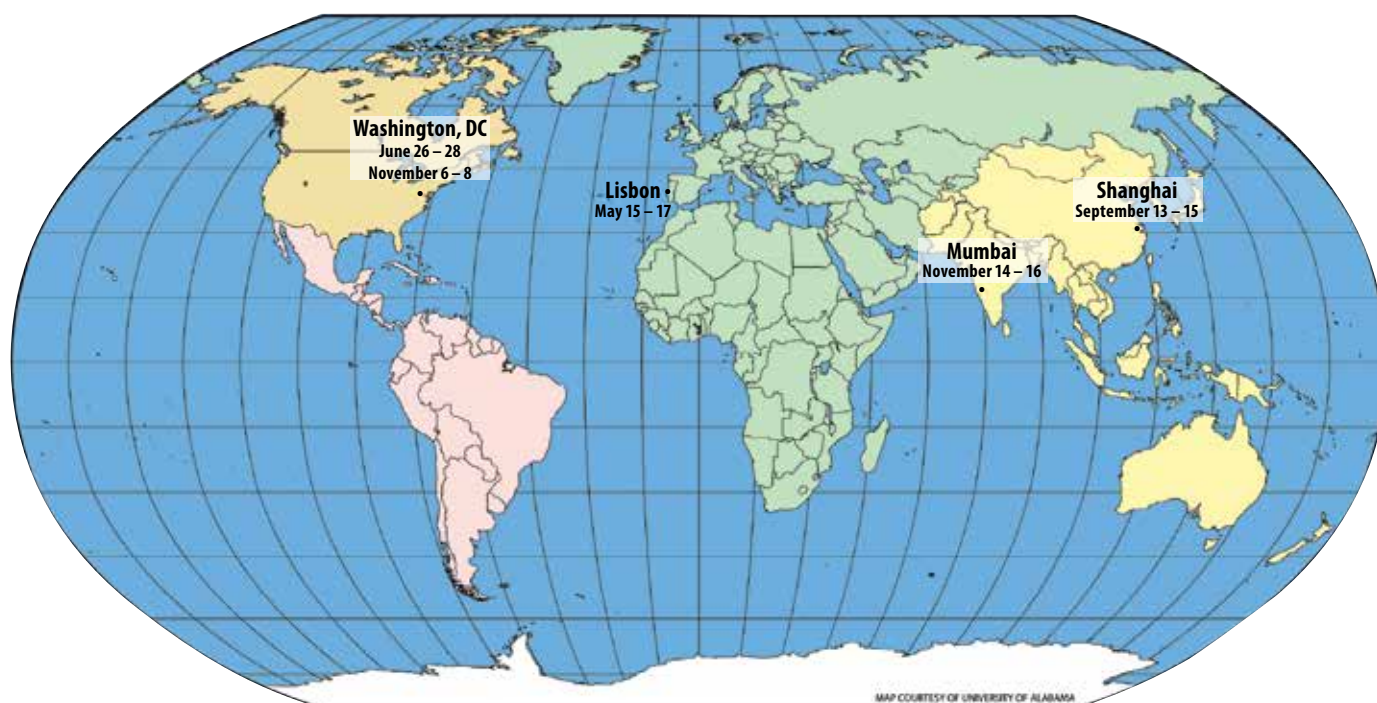 Washington, DC
June 26 – 28
November 6 – 8
Lisbon
May 15 – 17
Shanghai
September 13 – 15
Mumbai
November 14 – 16
MAP COURTESY OF UNIVERSITY OF ALABAMA